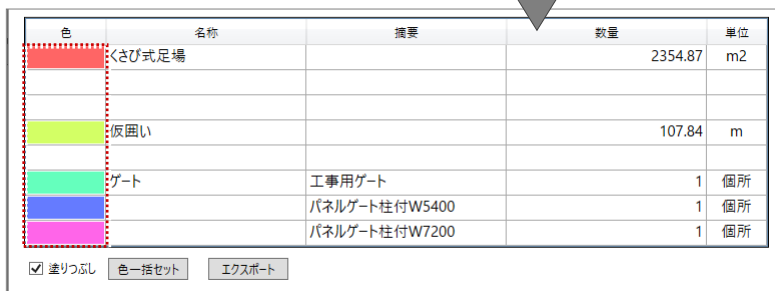 色 名称 摘要 数量 単位
くさび式足場 2354.87 m2
仮囲い 107.84 m
ゲート 工事用ゲート 1 個所
パネルゲート柱付W5400 1 個所
パネルゲート柱付W7200 1 個所
塗りつぶし 色一括セット エクスポート